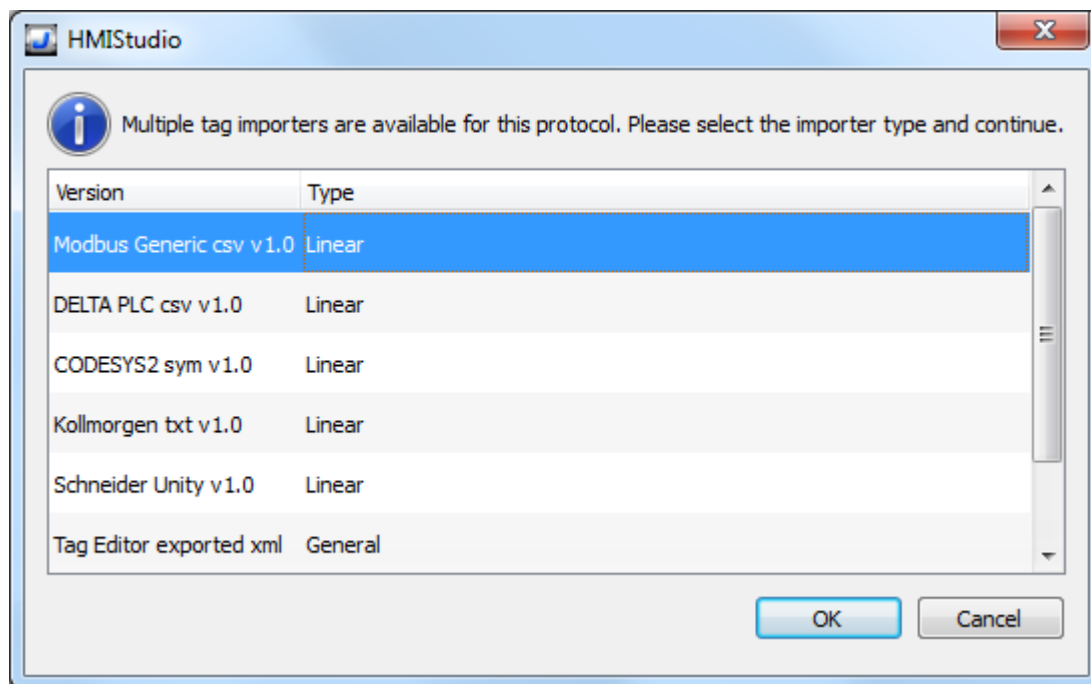 HMIStudio
Multiple tag importers are available for this protocol. Please select the importer type and continue.
Version Type
Modbus Generic csv v1.0 Linear
DELTA PLC csv v1.0 Linear
CODESYS2 sym v1.0 Linear
Kollmorgen txt v1.0 Linear
Schneider Unity v1.0 Linear
Tag Editor exported xml General
OK Cancel